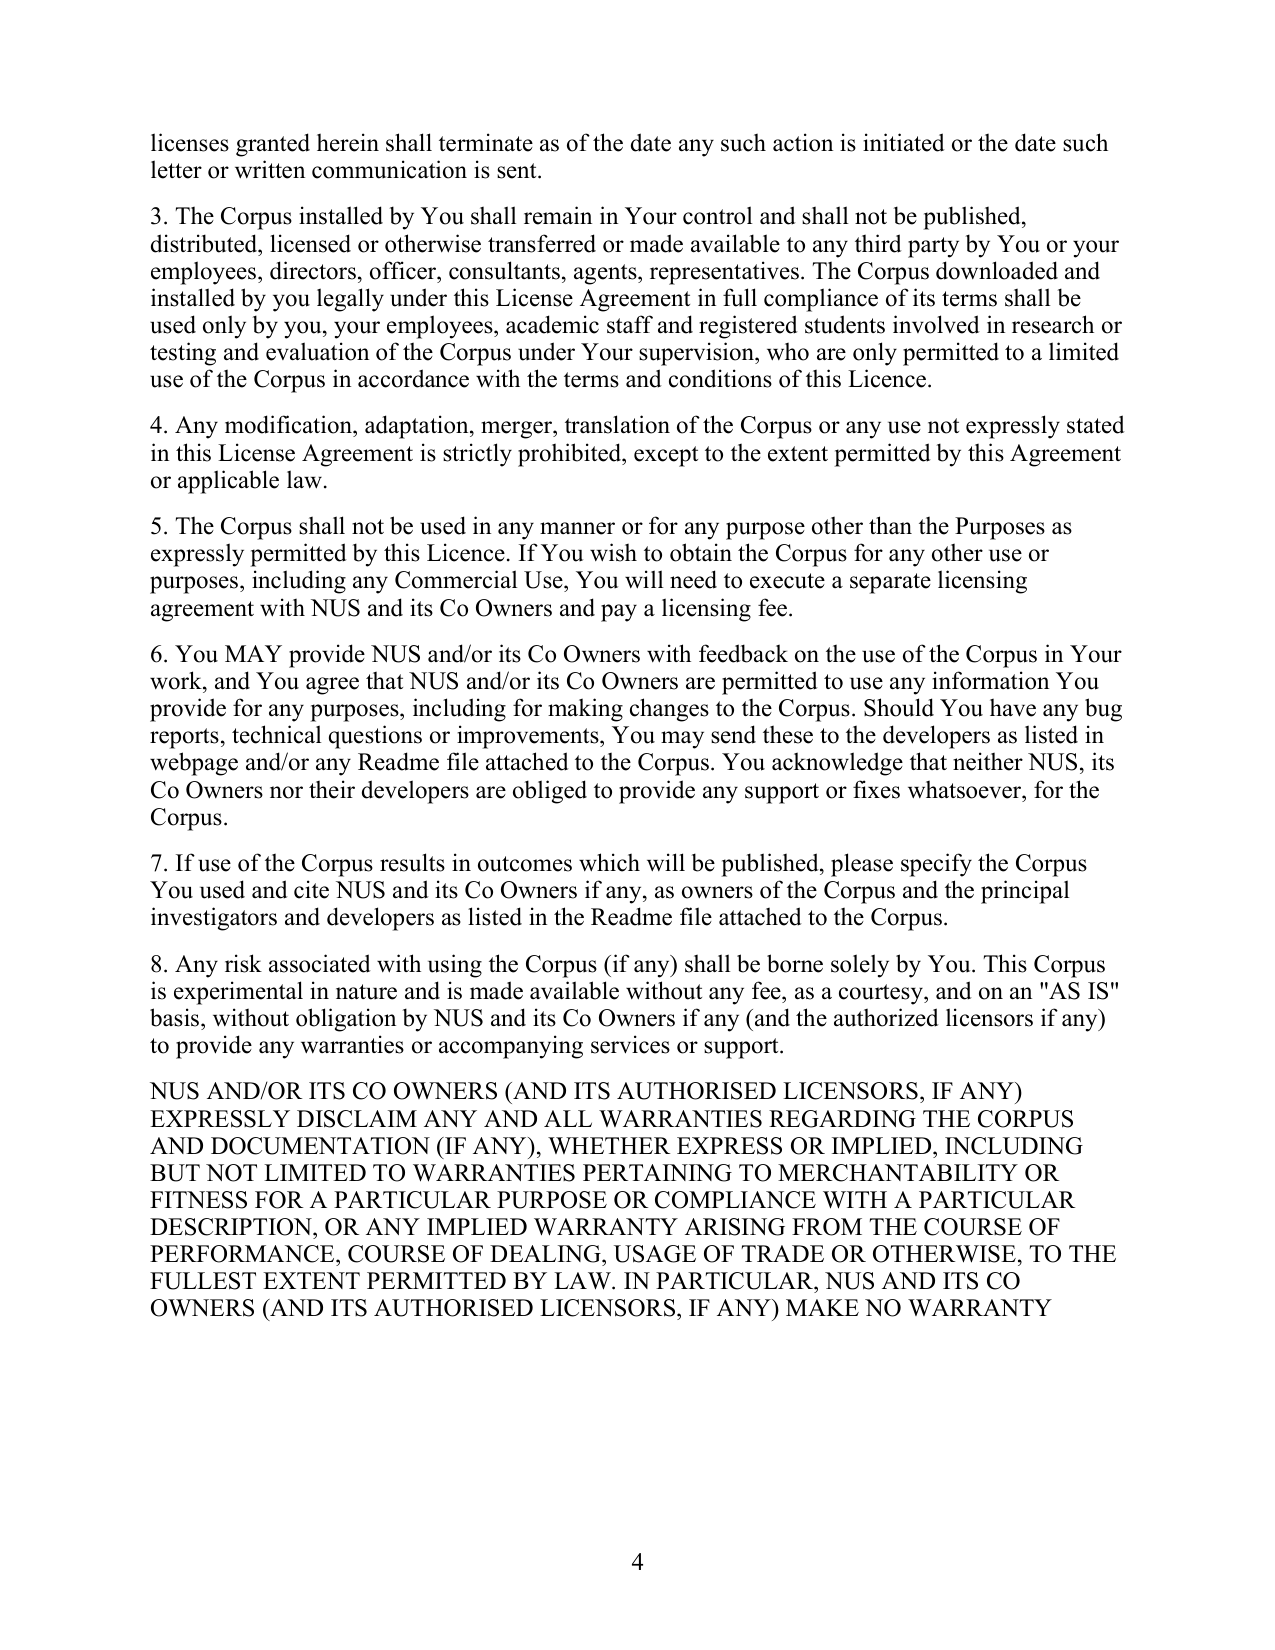 licenses granted herein shall terminate as of the date any such action is initiated or the date such
letter or written communication is sent.
3. The Corpus installed by You shall remain in Your control and shall not be published,
distributed, licensed or otherwise transferred or made available to any third party by You or your
employees, directors, officer, consultants, agents, representatives. The Corpus downloaded and
installed by you legally under this License Agreement in full compliance of its terms shall be
used only by you, your employees, academic staff and registered students involved in research or
testing and evaluation of the Corpus under Your supervision, who are only permitted to a limited
use of the Corpus in accordance with the terms and conditions of this Licence.
4. Any modification, adaptation, merger, translation of the Corpus or any use not expressly stated
in this License Agreement is strictly prohibited, except to the extent permitted by this Agreement
or applicable law.
5. The Corpus shall not be used in any manner or for any purpose other than the Purposes as
expressly permitted by this Licence. If You wish to obtain the Corpus for any other use or
purposes, including any Commercial Use, You will need to execute a separate licensing
agreement with NUS and its Co Owners and pay a licensing fee.
6. You MAY provide NUS and/or its Co Owners with feedback on the use of the Corpus in Your
work, and You agree that NUS and/or its Co Owners are permitted to use any information You
provide for any purposes, including for making changes to the Corpus. Should You have any bug
reports, technical questions or improvements, You may send these to the developers as listed in
webpage and/or any Readme file attached to the Corpus. You acknowledge that neither NUS, its
Co Owners nor their developers are obliged to provide any support or fixes whatsoever, for the
Corpus.
7. If use of the Corpus results in outcomes which will be published, please specify the Corpus
You used and cite NUS and its Co Owners if any, as owners of the Corpus and the principal
investigators and developers as listed in the Readme file attached to the Corpus.
8. Any risk associated with using the Corpus (if any) shall be borne solely by You. This Corpus
is experimental in nature and is made available without any fee, as a courtesy, and on an "AS IS"
basis, without obligation by NUS and its Co Owners if any (and the authorized licensors if any)
to provide any warranties or accompanying services or support.
NUS AND/OR ITS CO OWNERS (AND ITS AUTHORISED LICENSORS, IF ANY)
EXPRESSLY DISCLAIM ANY AND ALL WARRANTIES REGARDING THE CORPUS
AND DOCUMENTATION (IF ANY), WHETHER EXPRESS OR IMPLIED, INCLUDING
BUT NOT LIMITED TO WARRANTIES PERTAINING TO MERCHANTABILITY OR
FITNESS FOR A PARTICULAR PURPOSE OR COMPLIANCE WITH A PARTICULAR
DESCRIPTION, OR ANY IMPLIED WARRANTY ARISING FROM THE COURSE OF
PERFORMANCE, COURSE OF DEALING, USAGE OF TRADE OR OTHERWISE, TO THE
FULLEST EXTENT PERMITTED BY LAW. IN PARTICULAR, NUS AND ITS CO
OWNERS (AND ITS AUTHORISED LICENSORS, IF ANY) MAKE NO WARRANTY
4